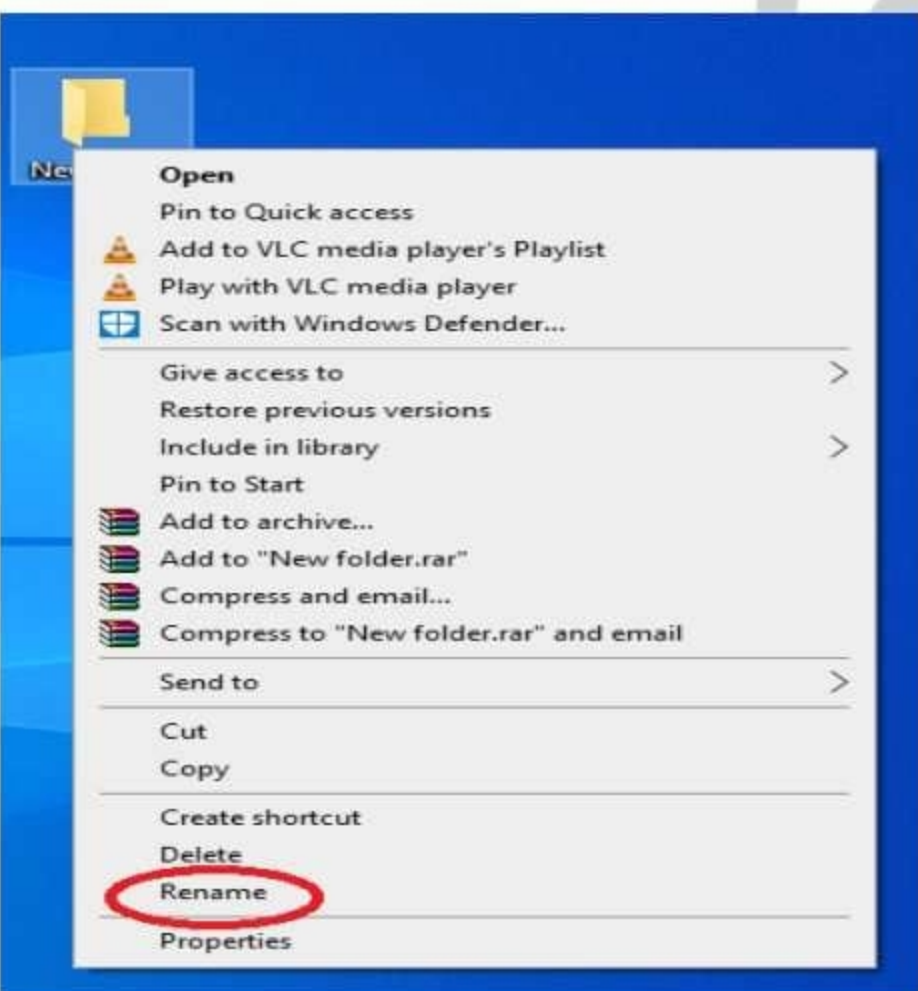 Open
Pin to Quick access
Add to VLC media player's Playlist
Play with VLC media player
Scan with Windows Defender...
Give access to
Restore previous versions
Include in library
Pin to Start
Add to archive...
Add to "New folder.rar"
Compress and email...
Compress to "New folder.rar" and email
Send to
Cut
Copy
Create shortcut
Delete
Rename
Properties